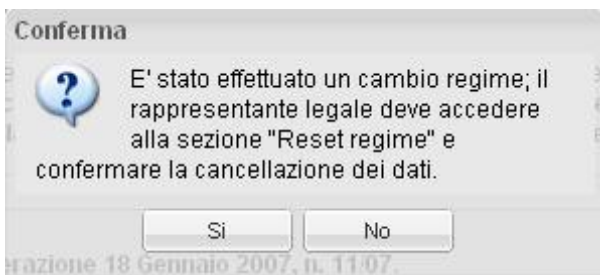 Conferma
E' stato effettuato un cambio regime; il
rappresentante legale deve accedere
alla sezione "Reset regime" e
confermare la cancellazione dei dati.
Si No
erazione 18 Gennaio 2007, n. 11/07.